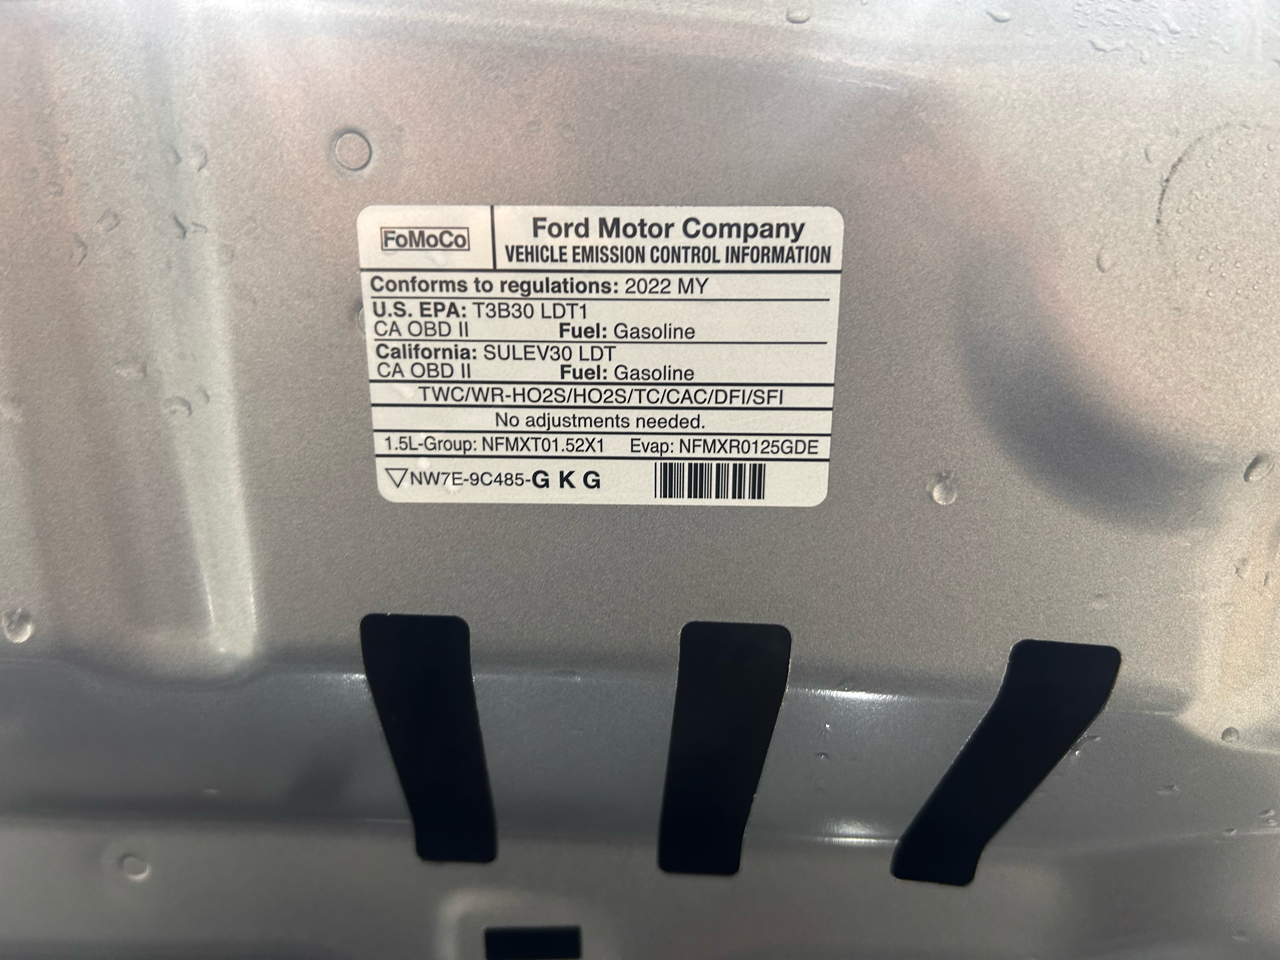 FoMoCo
Ford Motor Company
VEHICLE EMISSION CONTROL INFORMATION
Conforms to regulations: 2022 MY
U.S. EPA: T3B30 LDT1
CA OBD II Fuel: Gasoline
California: SULEV30 LDT
CA OBD II Fuel: Gasoline
TWC/WR-HO2S/HO2S/TC/CAC/DFI/SFI
No adjustments needed.
1.5L-Group: NFMXT01.52X1 Evap: NFMXR0125GDE
NW7E-9C485-G K G